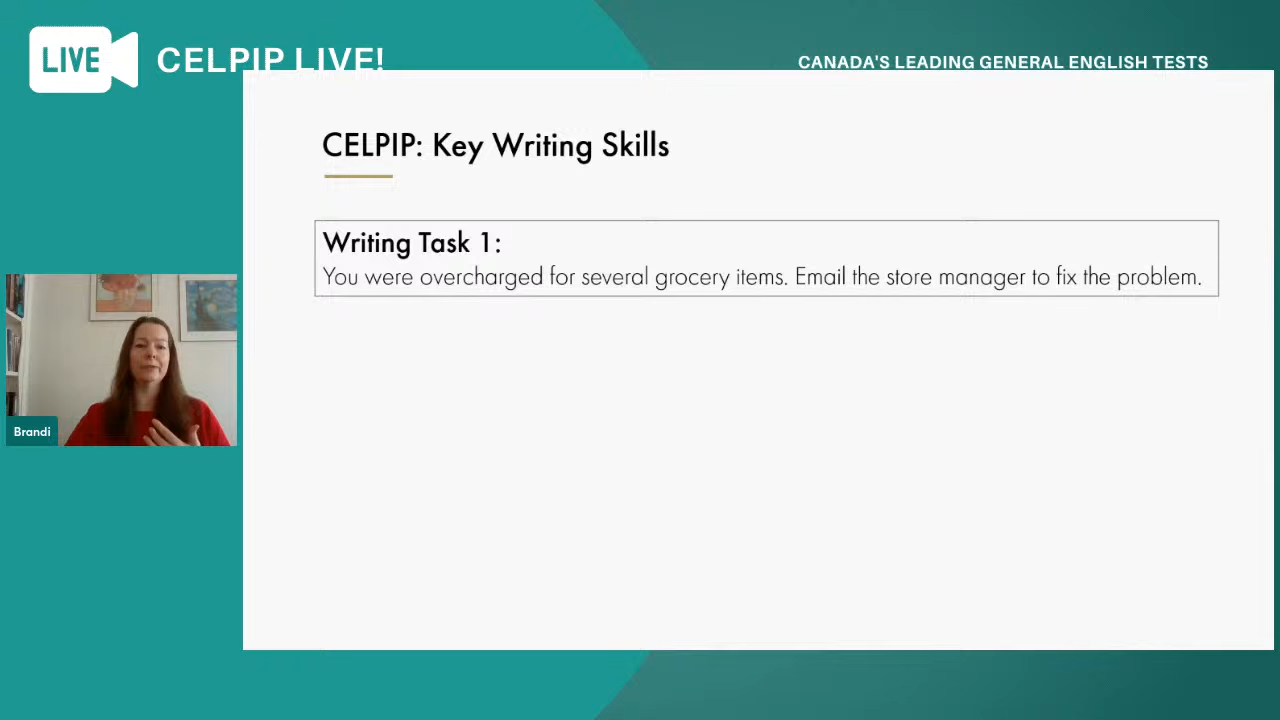 LIVE
CELPIP LIVE!
CANADA'S LEADING GENERAL ENGLISH TESTS
CELPIP: Key Writing Skills
Writing Task 1:
You were overcharged for several grocery items. Email the store manager to fix the problem.
Brandi